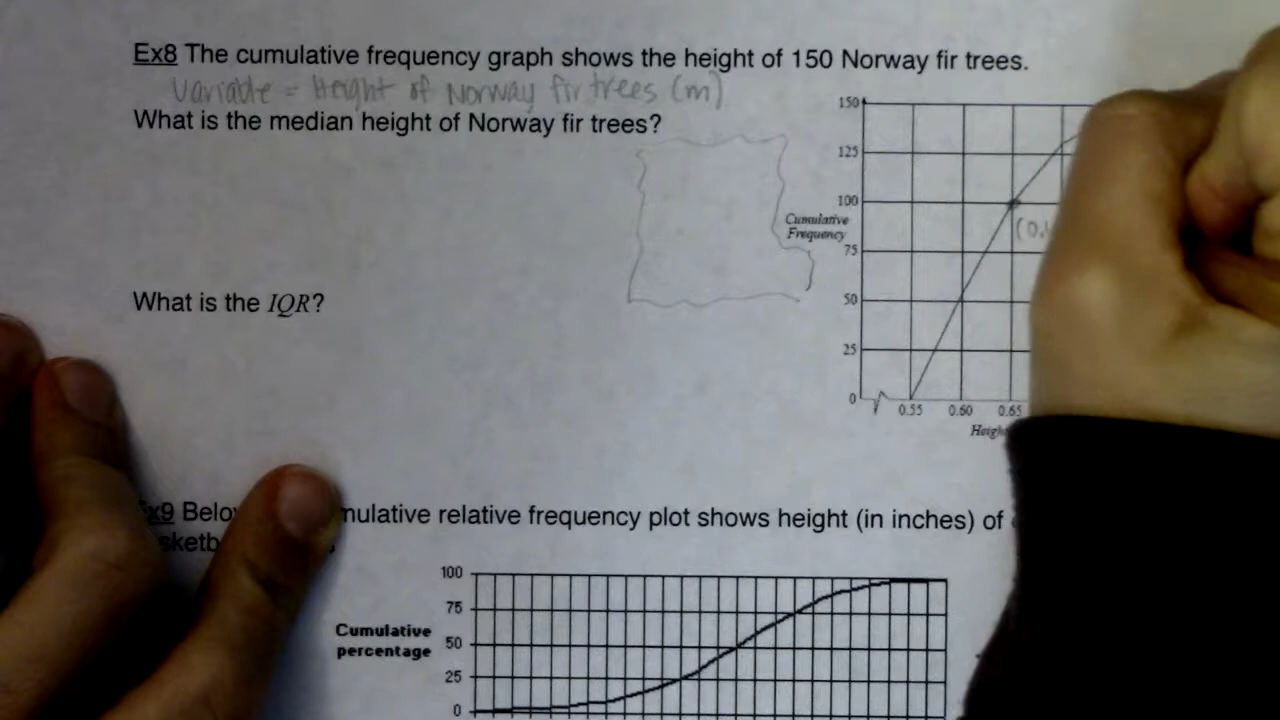 Ex8 The cumulative frequency graph shows the height of 150 Norway fir trees.
Variable = Height of Norway fir trees (m)
What is the median height of Norway fir trees?
150
125
100
Cumulative
Frequency
(0.
75
What is the IQR?
50
25
0
0.55 0.60 0.65
Ex9 cumulative relative frequency plot shows height (in inches) of
100
75
Cumulative
percentage
50
25
0